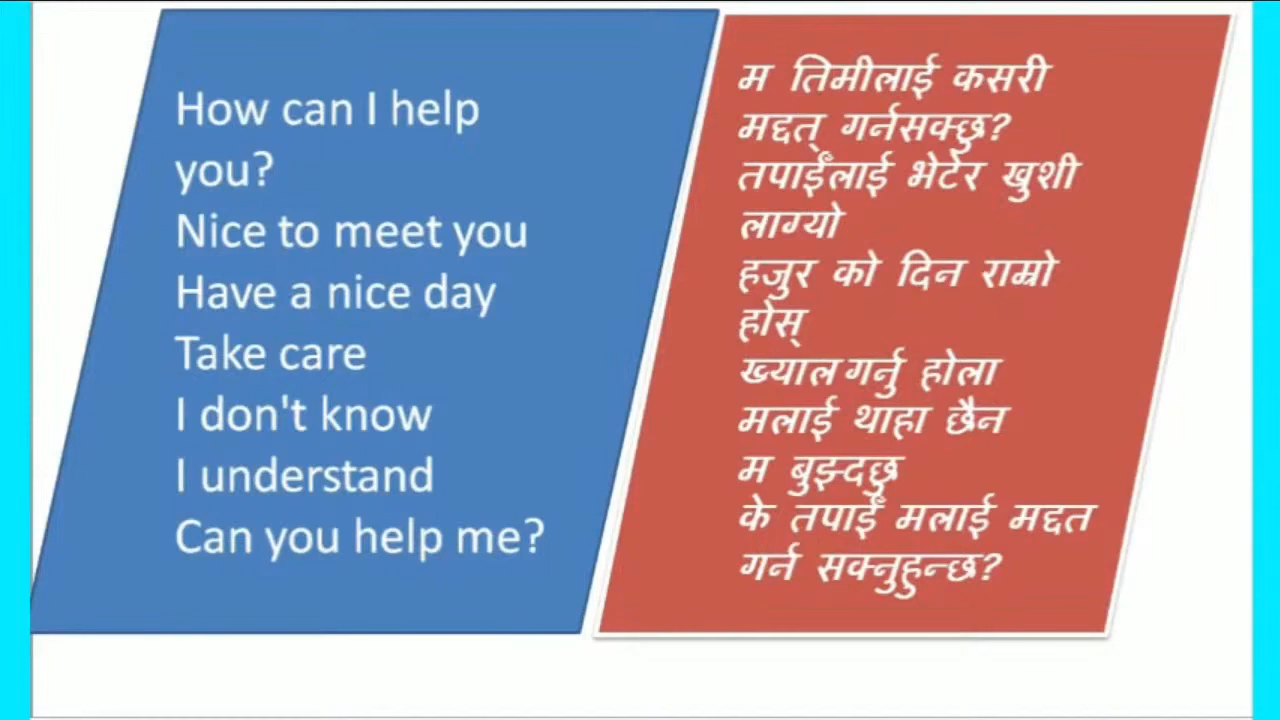 How can I help
you?
Nice to meet you
Have a nice day
Take care
I don't know
I understand
Can you help me?
म तिमीलाई कसरी
मद्दत् गर्नसक्छु?
तपाईँलाई भेटेर खुशी
लाग्यो
हजुर को दिन राम्रो
होस्
ख्याल गर्नु होला
मलाई थाहा छैन
म बुझ्दछु
के तपाईँ मलाई मद्दत
गर्न सक्नुहुन्छ?